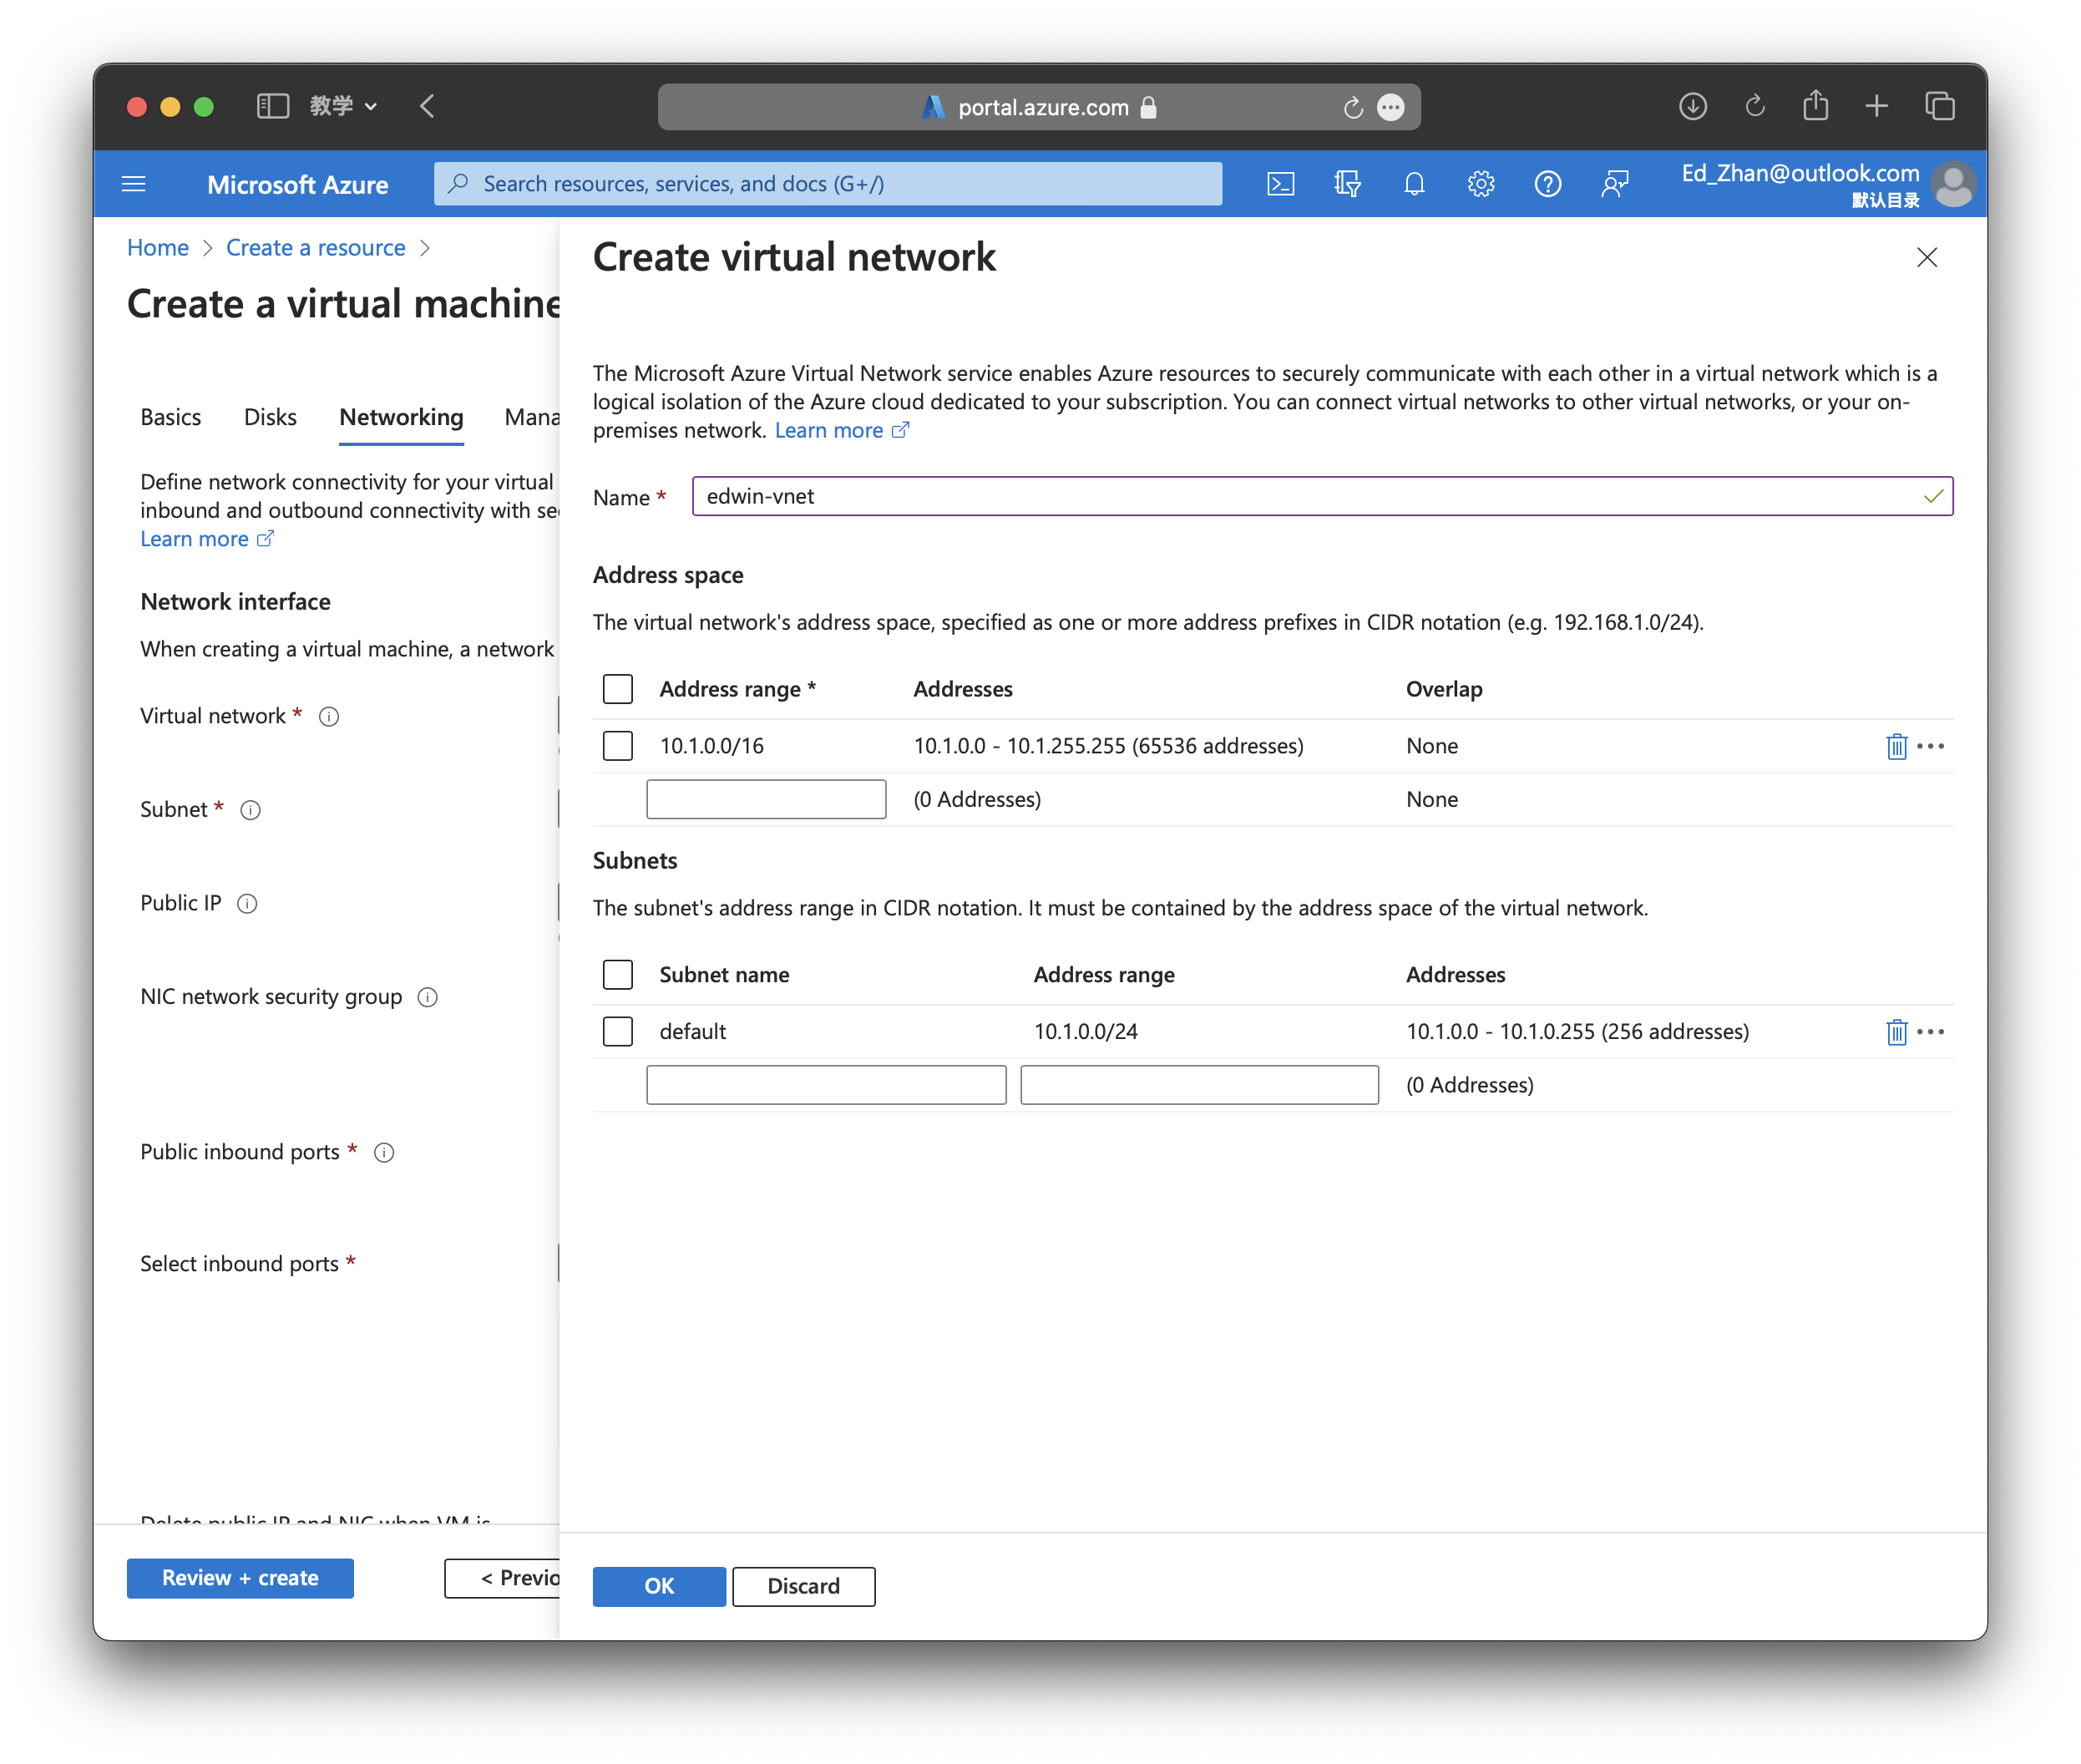 教学
portal.azure.com
Microsoft Azure
Search resources, services, and docs (G+/)
Ed_Zhan@outlook.com
默认目录
Home > Create a resource >
Create a virtual machine
Basics Disks Networking Mana
Define network connectivity for your virtual
inbound and outbound connectivity with se
Learn more
Network interface
When creating a virtual machine, a network
Virtual network *
Subnet *
Public IP
NIC network security group
Public inbound ports *
Select inbound ports *
Delete public IP and NIC when VM is
Review + create
< Previo
Create virtual network
The Microsoft Azure Virtual Network service enables Azure resources to securely communicate with each other in a virtual network which is a
logical isolation of the Azure cloud dedicated to your subscription. You can connect virtual networks to other virtual networks, or your on-
premises network. Learn more
Name * edwin-vnet
Address space
The virtual network's address space, specified as one or more address prefixes in CIDR notation (e.g. 192.168.1.0/24).
Address range * Addresses Overlap
10.1.0.0/16 10.1.0.0 - 10.1.255.255 (65536 addresses) None
(0 Addresses) None
Subnets
The subnet's address range in CIDR notation. It must be contained by the address space of the virtual network.
Subnet name Address range Addresses
default 10.1.0.0/24 10.1.0.0 - 10.1.0.255 (256 addresses)
(0 Addresses)
OK Discard